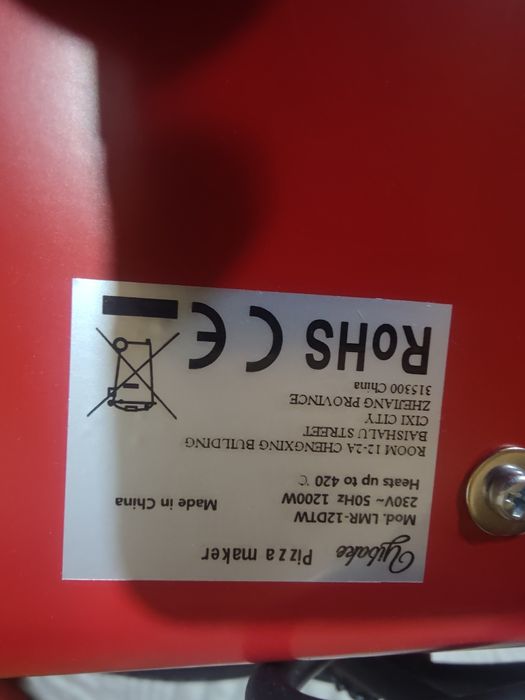 Yibake Pizza maker
Mod. LMR-12DTW
230V~ 50Hz 1200W Made in China
Heats up to 420℃
ROOM 12-2A CHENGXING BUILDING
BAISHALU STREET
CIXI CITY
ZHEJIANG PROVINCE
315300 China
RoHS CE